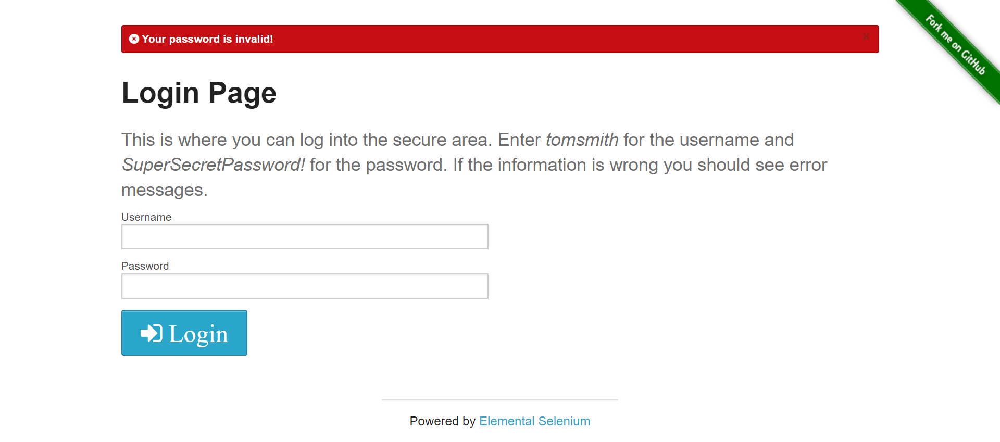 Your password is invalid!
×
Fork me on GitHub
Login Page
This is where you can log into the secure area. Enter tomsmith for the username and
SuperSecretPassword! for the password. If the information is wrong you should see error
messages.
Username
Password
Login
Powered by Elemental Selenium